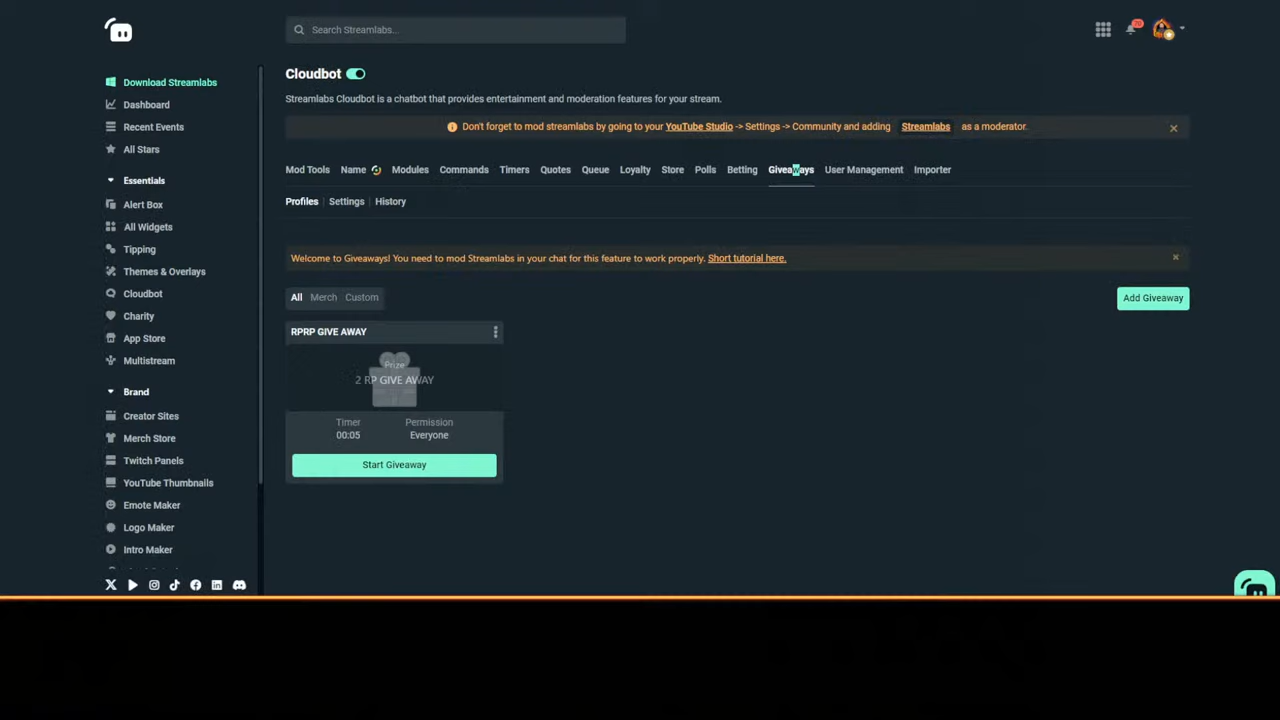 Search Streamlabs...
70
Download Streamlabs
Dashboard
Recent Events
All Stars
Essentials
Alert Box
All Widgets
Tipping
Themes & Overlays
Cloudbot
Charity
App Store
Multistream
Brand
Creator Sites
Merch Store
Twitch Panels
YouTube Thumbnails
Emote Maker
Logo Maker
Intro Maker
Cloudbot
Streamlabs Cloudbot is a chatbot that provides entertainment and moderation features for your stream.
Don't forget to mod streamlabs by going to your YouTube Studio -> Settings -> Community and adding Streamlabs as a moderator.
Mod Tools Name Modules Commands Timers Quotes Queue Loyalty Store Polls Betting Giveaways User Management Importer
Profiles Settings History
Welcome to Giveaways! You need to mod Streamlabs in your chat for this feature to work properly. Short tutorial here.
All Merch Custom
Add Giveaway
RPRP GIVE AWAY
Prize
2 RP GIVE AWAY
Timer Permission
00:05 Everyone
Start Giveaway